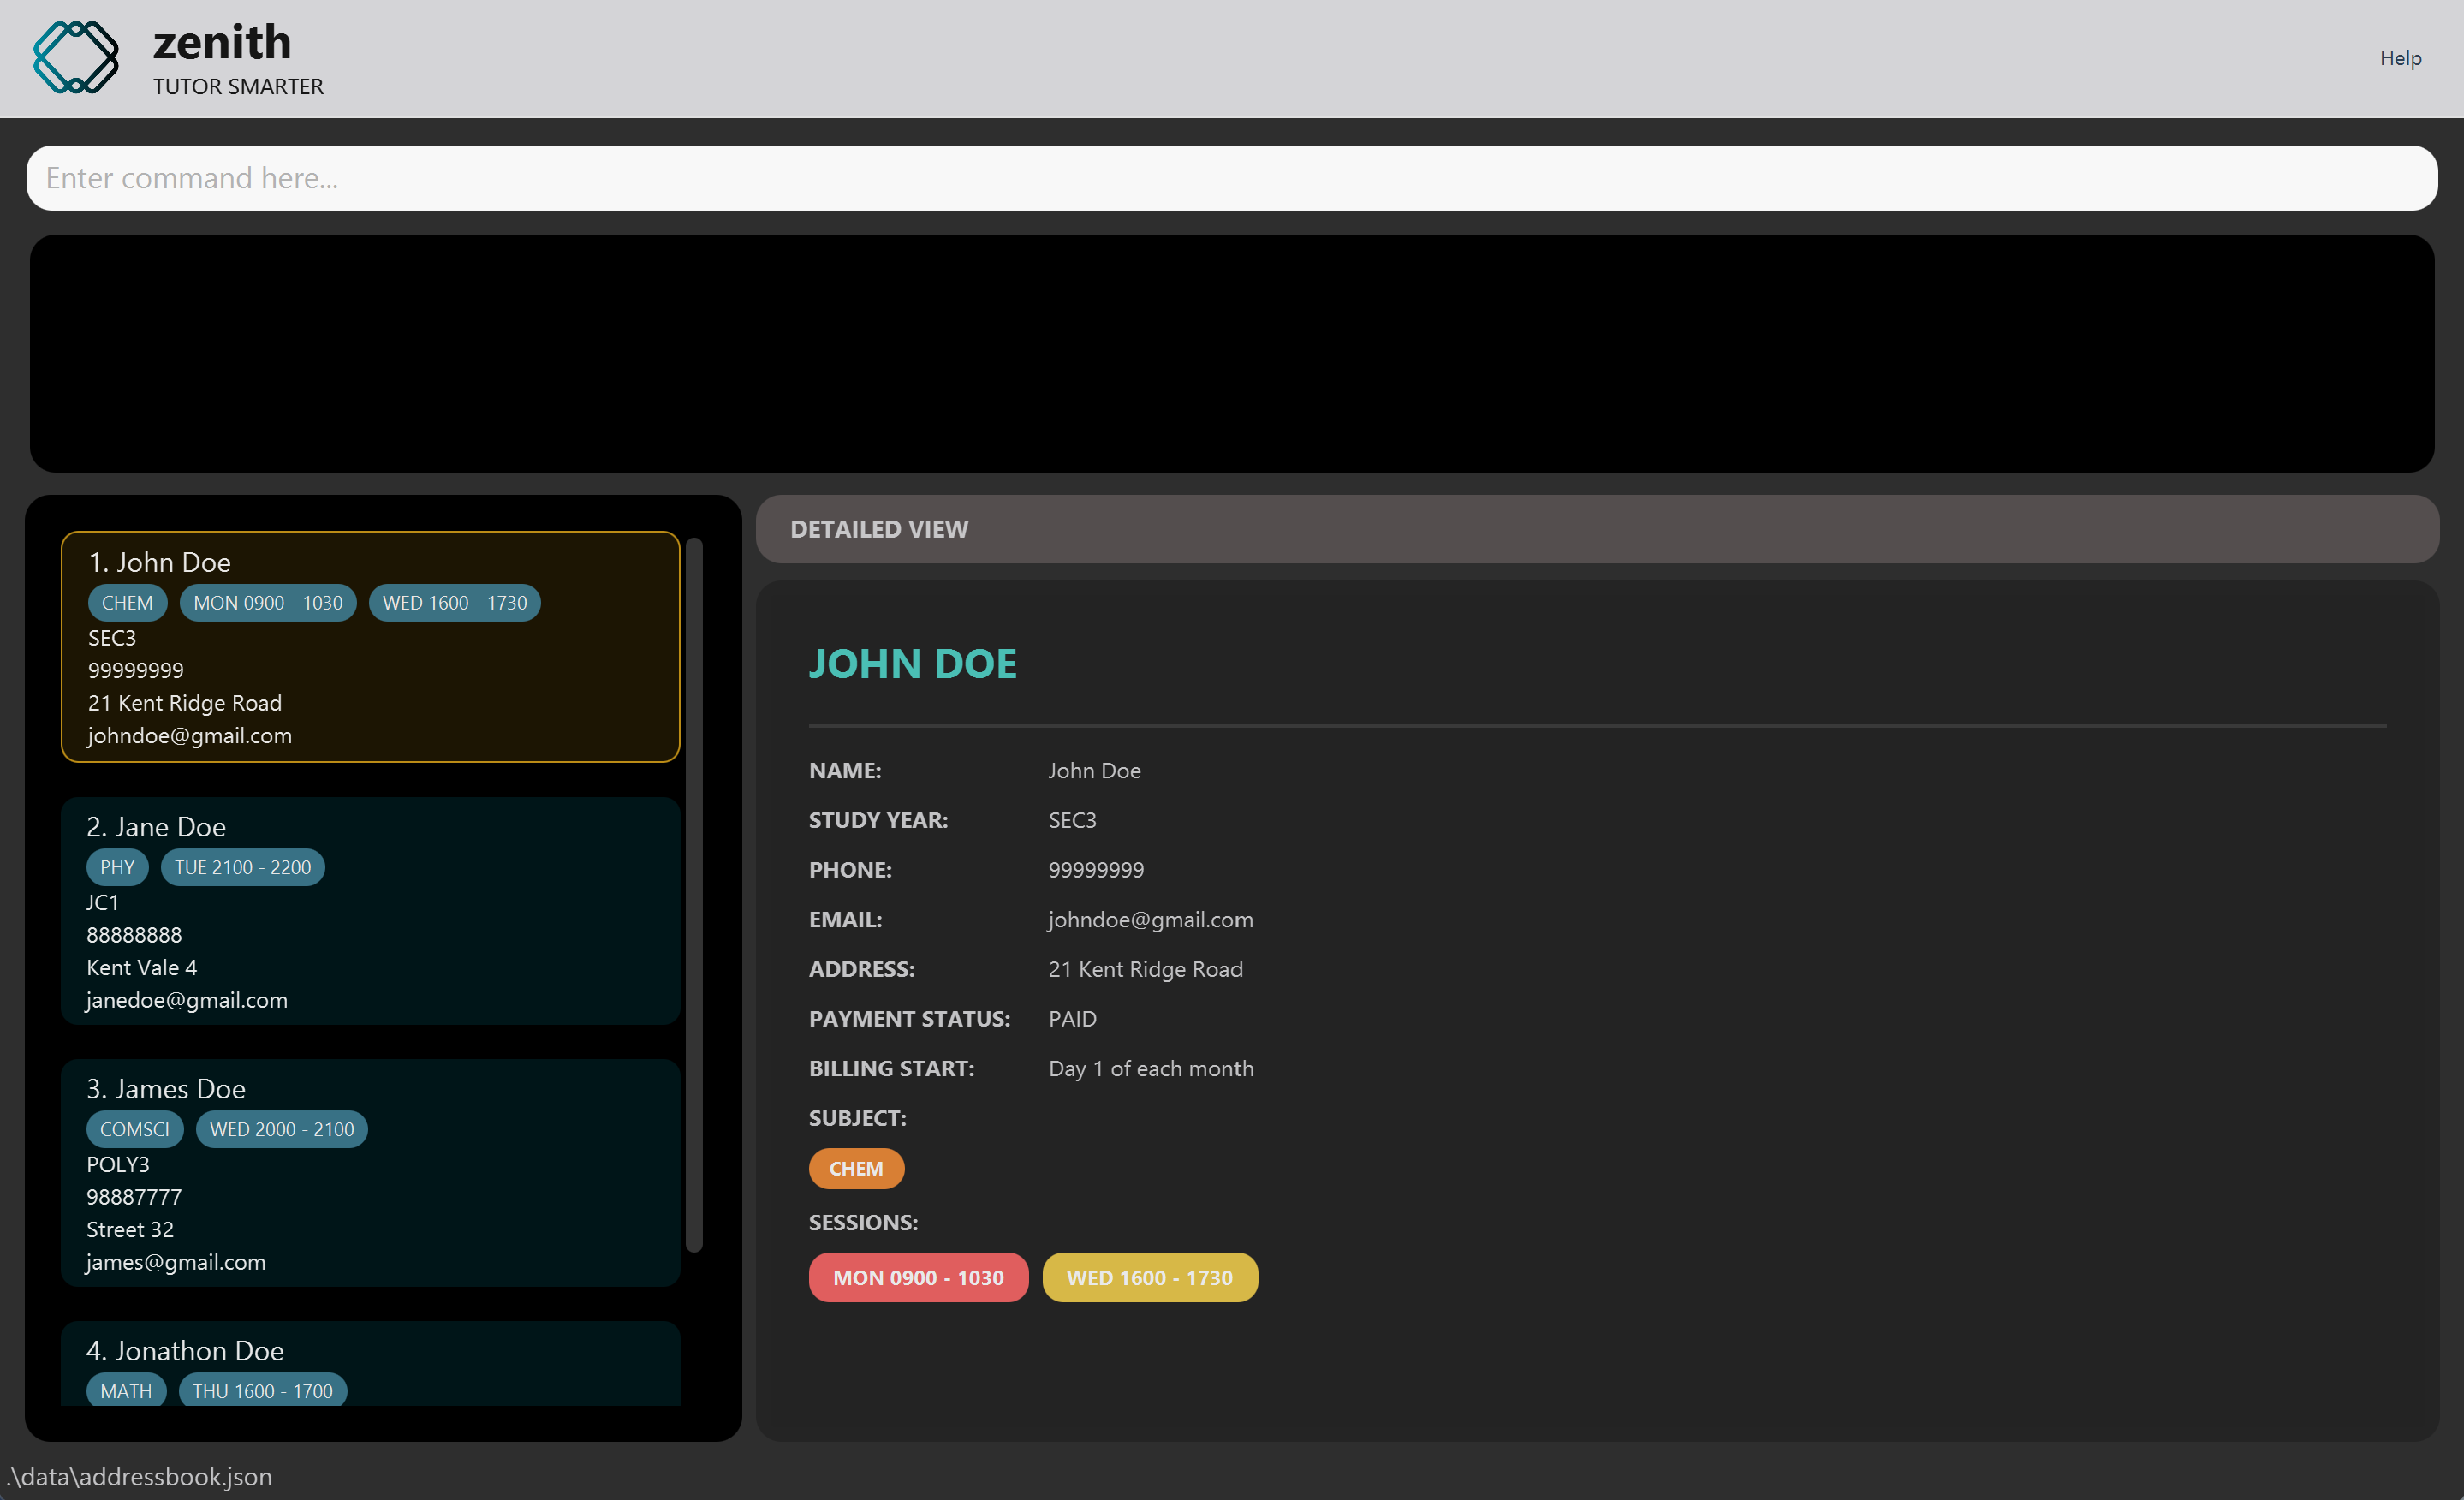 zenith
TUTOR SMARTER
Help
Enter command here...
1. John Doe
CHEM MON 0900 - 1030 WED 1600 - 1730
SEC3
99999999
21 Kent Ridge Road
johndoe@gmail.com
2. Jane Doe
PHY TUE 2100 - 2200
JC1
88888888
Kent Vale 4
janedoe@gmail.com
3. James Doe
COMSCI WED 2000 - 2100
POLY3
98887777
Street 32
james@gmail.com
4. Jonathon Doe
MATH THU 1600 - 1700
DETAILED VIEW
JOHN DOE
NAME: John Doe
STUDY YEAR: SEC3
PHONE: 99999999
EMAIL: johndoe@gmail.com
ADDRESS: 21 Kent Ridge Road
PAYMENT STATUS: PAID
BILLING START: Day 1 of each month
SUBJECT:
CHEM
SESSIONS:
MON 0900 - 1030 WED 1600 - 1730
.\data\addressbook.json